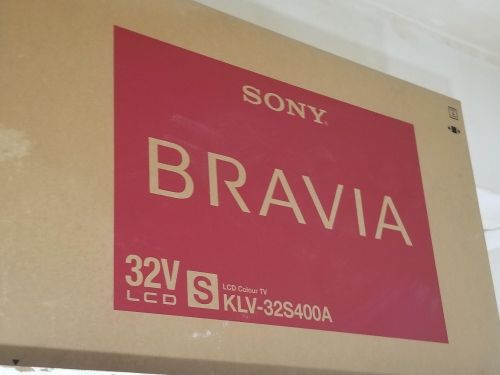 SONY
BRAVIA
32V
LCD
S
LCD Colour TV
KLV-32S400A